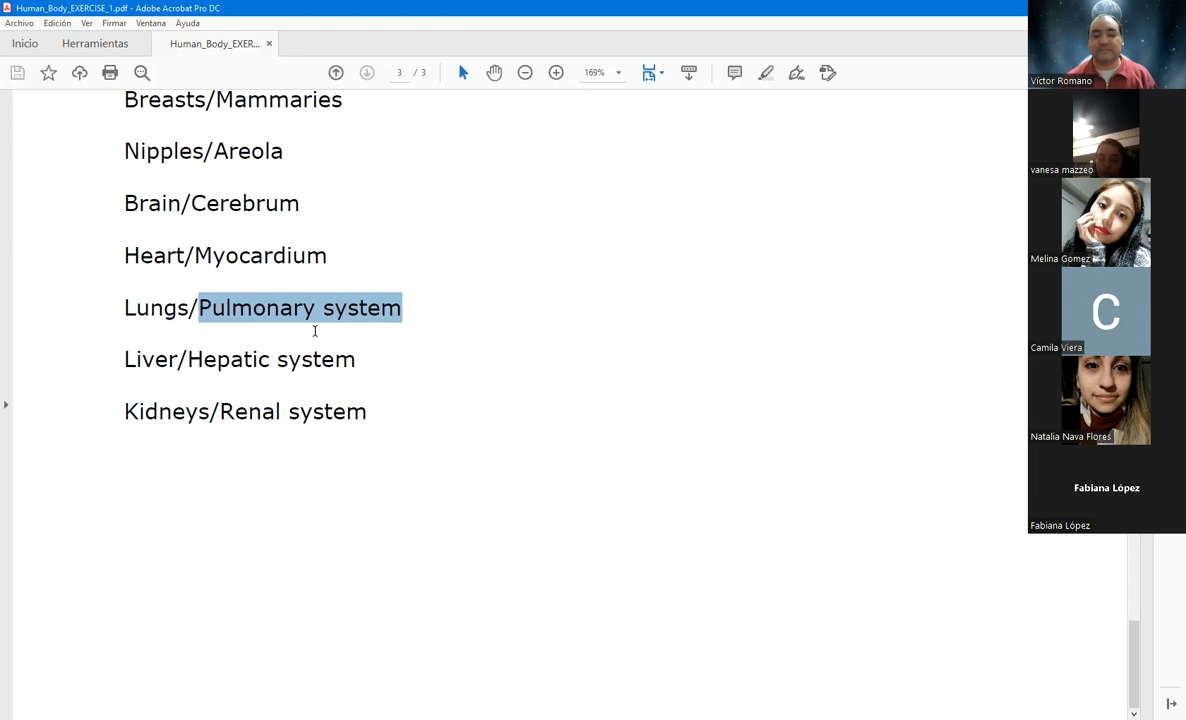 Human_Body_EXERCISE_1.pdf - Adobe Acrobat Pro DC
Archivo Edición Ver Firmar Ventana Ayuda
Inicio Herramientas Human_Body_EXER... ×
3 / 3 169%
Breasts/Mammaries
Nipples/Areola
Brain/Cerebrum
Heart/Myocardium
Lungs/Pulmonary system
Liver/Hepatic system
Kidneys/Renal system
Víctor Romano
vanesa mazzeo
Melina Gomez
C
Camila Viera
Natalia Nava Flores
Fabiana López
Fabiana López